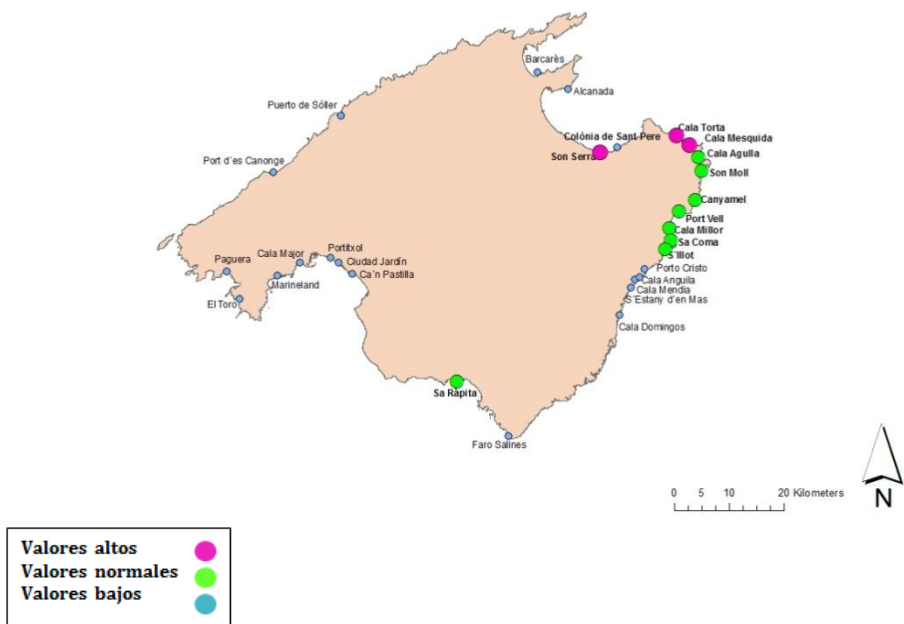 Barcarès
Alcanada
Puerto de Sóller
Cala Torta
Colónia de Sant Pere
Cala Mesquida
Son Serra
Cala Agulla
Port d´es Canonge
Son Moll
Canyamel
Port Vell
Cala Millor
Sa Coma
S´Illot
Portitxol
Cala Major
Ciudad Jardín
Paguera
Ca´n Pastilla
Marineland
El Toro
Porto Cristo
Cala Anguila
Cala Mendia
S´Estany d´en Mas
Cala Domingos
Sa Ràpita
Faro Salines
0 5 10 20 Kilometers
N
Valores altos
Valores normales
Valores bajos